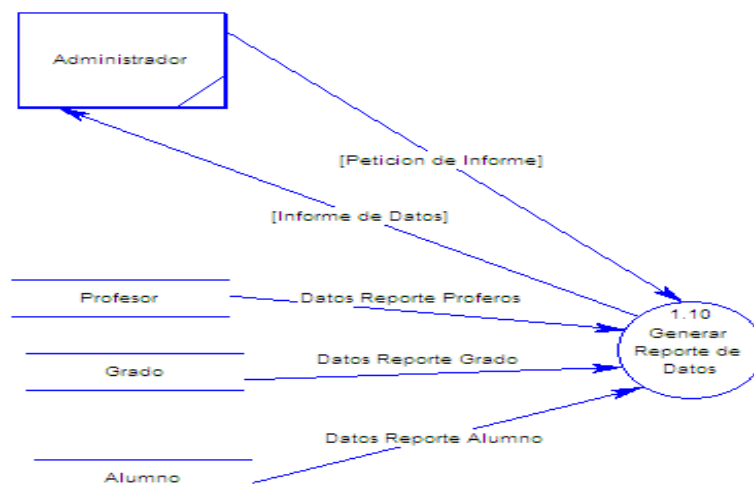 Administrador
[Peticion de Informe]
[Informe de Datos]
Profesor
Datos Reporte Proferos
1.10
Generar
Reporte de
Datos
Grado
Datos Reporte Grado
Datos Reporte Alumno
Alumno